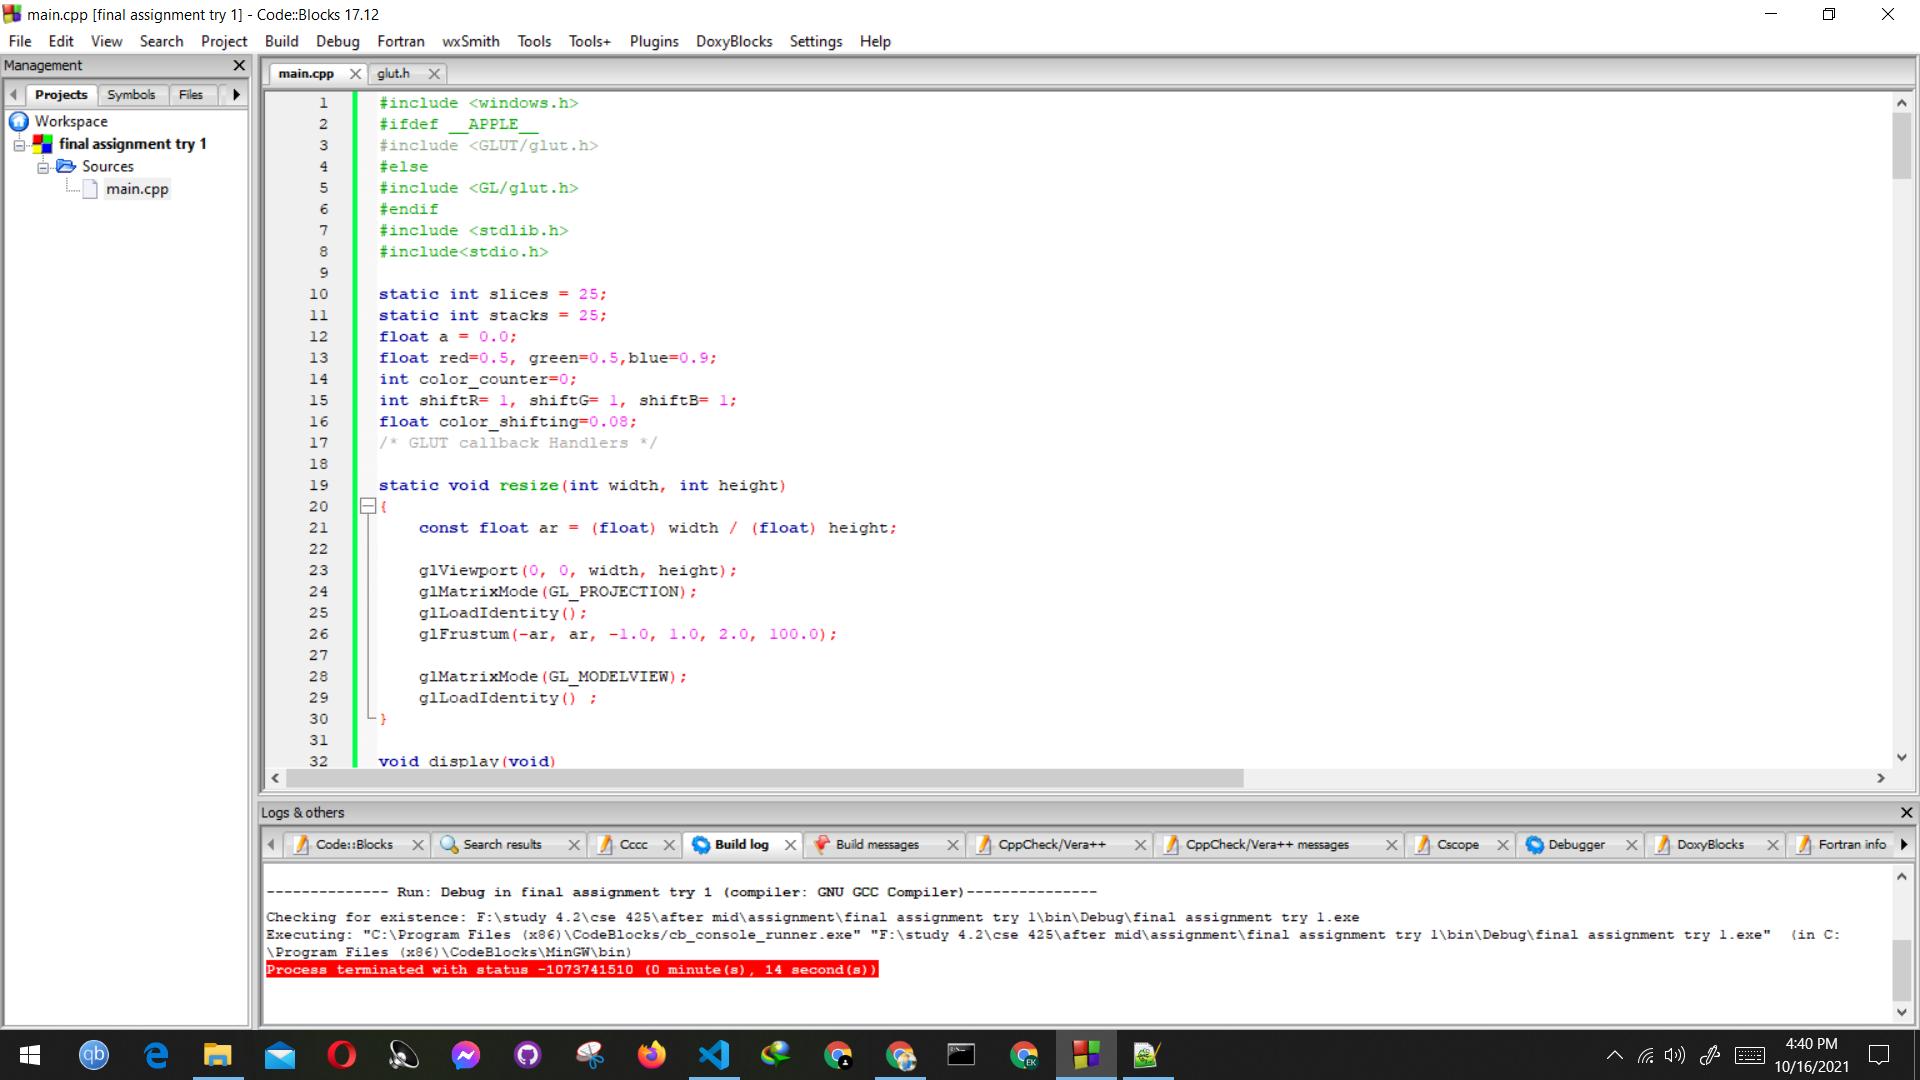 main.cpp [final assignment try 1] - Code::Blocks 17.12
File Edit View Search Project Build Debug Fortran wxSmith Tools Tools+ Plugins DoxyBlocks Settings Help
Management
Projects Symbols Files
Workspace
final assignment try 1
Sources
main.cpp
main.cpp glut.h
1 #include <windows.h>
2 #ifdef __APPLE__
3 #include <GLUT/glut.h>
4 #else
5 #include <GL/glut.h>
6 #endif
7 #include <stdlib.h>
8 #include<stdio.h>
9
10 static int slices = 25;
11 static int stacks = 25;
12 float a = 0.0;
13 float red=0.5, green=0.5,blue=0.9;
14 int color_counter=0;
15 int shiftR= 1, shiftG= 1, shiftB= 1;
16 float color_shifting=0.08;
17 /* GLUT callback Handlers */
18
19 static void resize(int width, int height)
20 {
21 const float ar = (float) width / (float) height;
22
23 glViewport(0, 0, width, height);
24 glMatrixMode(GL_PROJECTION);
25 glLoadIdentity();
26 glFrustum(-ar, ar, -1.0, 1.0, 2.0, 100.0);
27
28 glMatrixMode(GL_MODELVIEW);
29 glLoadIdentity() ;
30 }
31
32 void display(void)
Logs & others
Code::Blocks Search results Cccc Build log Build messages CppCheck/Vera++ CppCheck/Vera++ messages Cscope Debugger DoxyBlocks Fortran info
-------------- Run: Debug in final assignment try 1 (compiler: GNU GCC Compiler)---------------
Checking for existence: F:\study 4.2\cse 425\after mid\assignment\final assignment try 1\bin\Debug\final assignment try 1.exe
Executing: "C:\Program Files (x86)\CodeBlocks/cb_console_runner.exe" "F:\study 4.2\cse 425\after mid\assignment\final assignment try 1\bin\Debug\final assignment try 1.exe"  (in C:
\Program Files (x86)\CodeBlocks\MinGW\bin)
Process terminated with status -1073741510 (0 minute(s), 14 second(s))
qb
EK
4:40 PM
10/16/2021